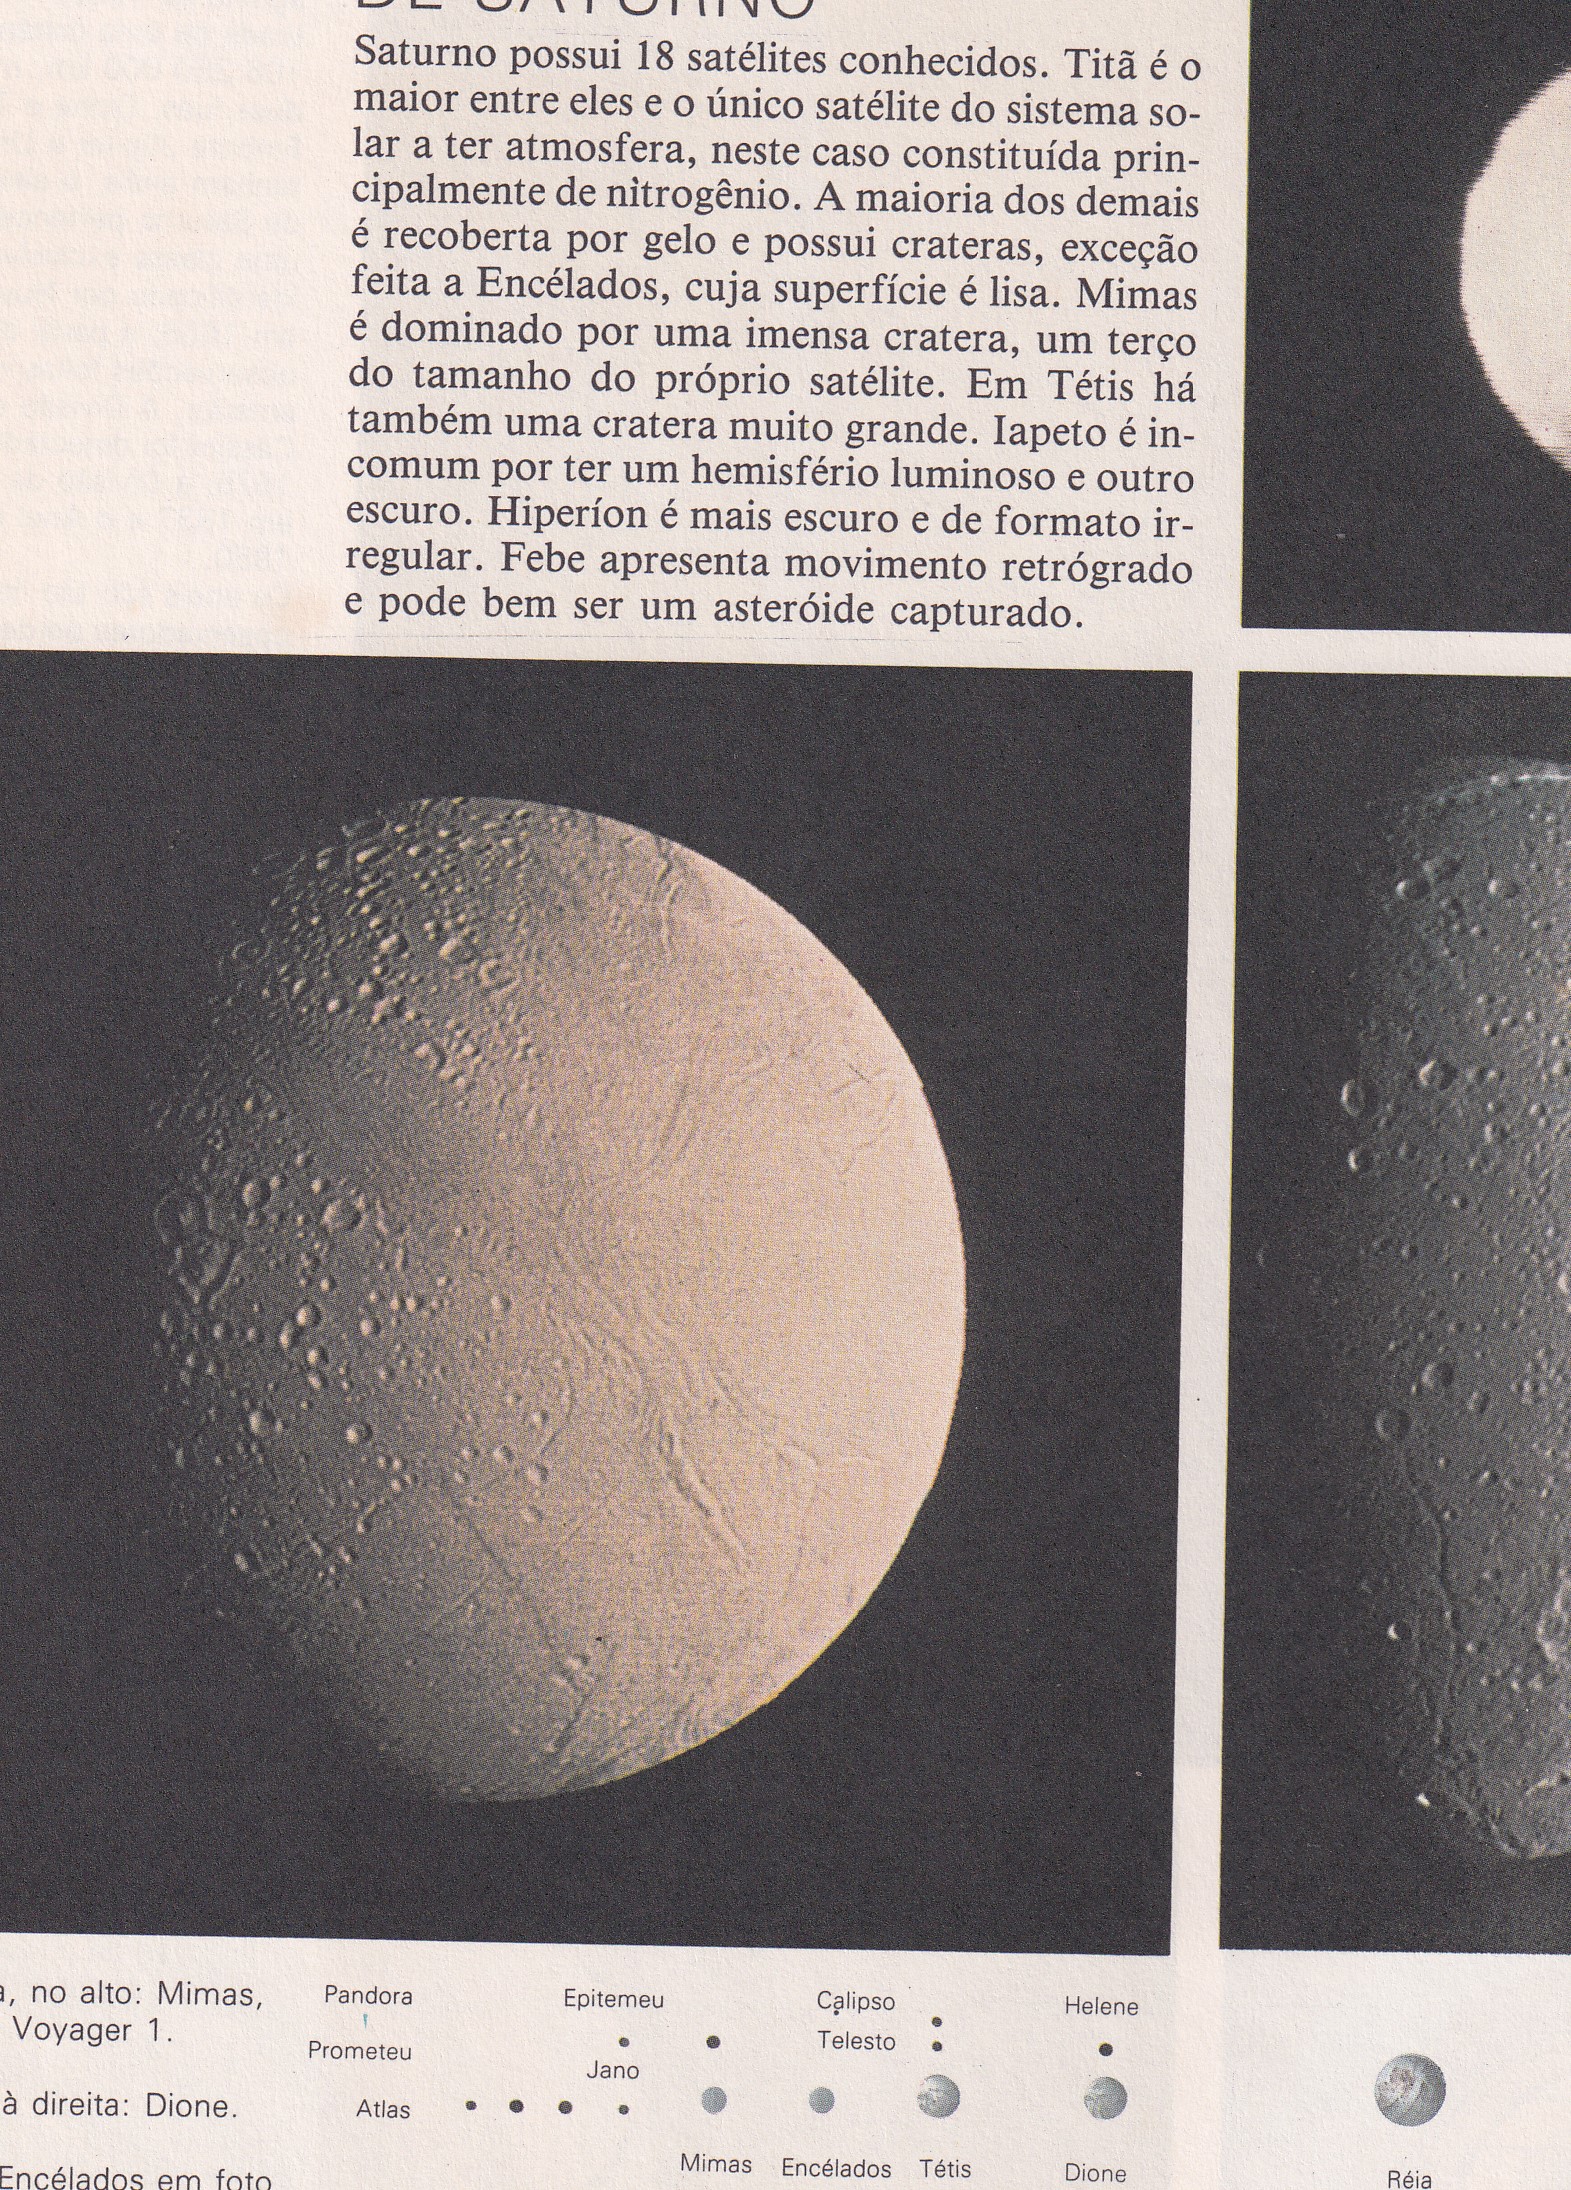 DE SATURNO
Saturno possui 18 satélites conhecidos. Titã é o
maior entre eles e o único satélite do sistema so-
lar a ter atmosfera, neste caso constituída prin-
cipalmente de nitrogênio. A maioria dos demais
é recoberta por gelo e possui crateras, exceção
feita a Encélados, cuja superfície é lisa. Mimas
é dominado por uma imensa cratera, um terço
do tamanho do próprio satélite. Em Tétis há
também uma cratera muito grande. Iapeto é in-
comum por ter um hemisfério luminoso e outro
escuro. Hiperíon é mais escuro e de formato ir-
regular. Febe apresenta movimento retrógrado
e pode bem ser um asteróide capturado.
a, no alto: Mimas,
Voyager 1.
à direita: Dione.
Encélados em foto
Pandora
Prometeu
Atlas
Epitemeu
Jano
Calipso
Telesto
Helene
Mimas
Encélados
Tétis
Dione
Réia